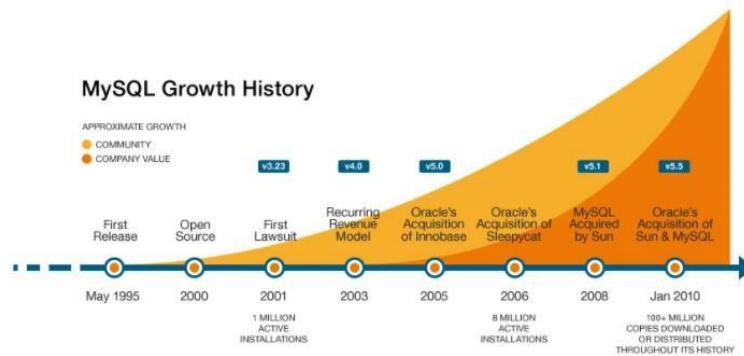 MySQL Growth History
APPROXIMATE GROWTH
COMMUNITY
COMPANY VALUE
v3.23
v4.0
v5.0
v5.1
v5.5
First
Release
Open
Source
First
Lawsuit
Recurring
Revenue
Model
Oracle's
Acquisition
of Innobase
Oracle's
Acquisition of
Sleepycat
MySQL
Acquired
by Sun
Oracle's
Acquisition of
Sun & MySQL
May 1995
2000
2001
2003
2005
2006
2008
Jan 2010
1 MILLION
ACTIVE
INSTALLATIONS
8 MILLION
ACTIVE
INSTALLATIONS
100+ MILLION
COPIES DOWNLOADED
OR DISTRIBUTED
THROUGHOUT ITS HISTORY